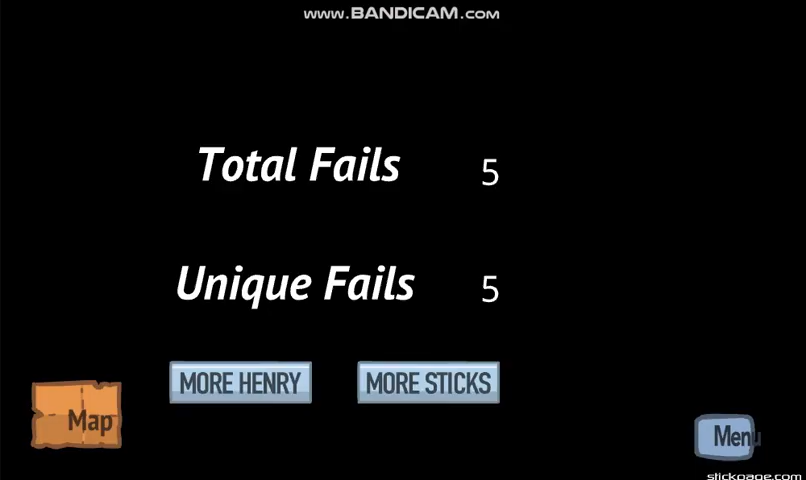 www.BANDICAM.com
Total Fails 5
Unique Fails 5
MORE HENRY MORE STICKS
Map
Menu
stickpage.com